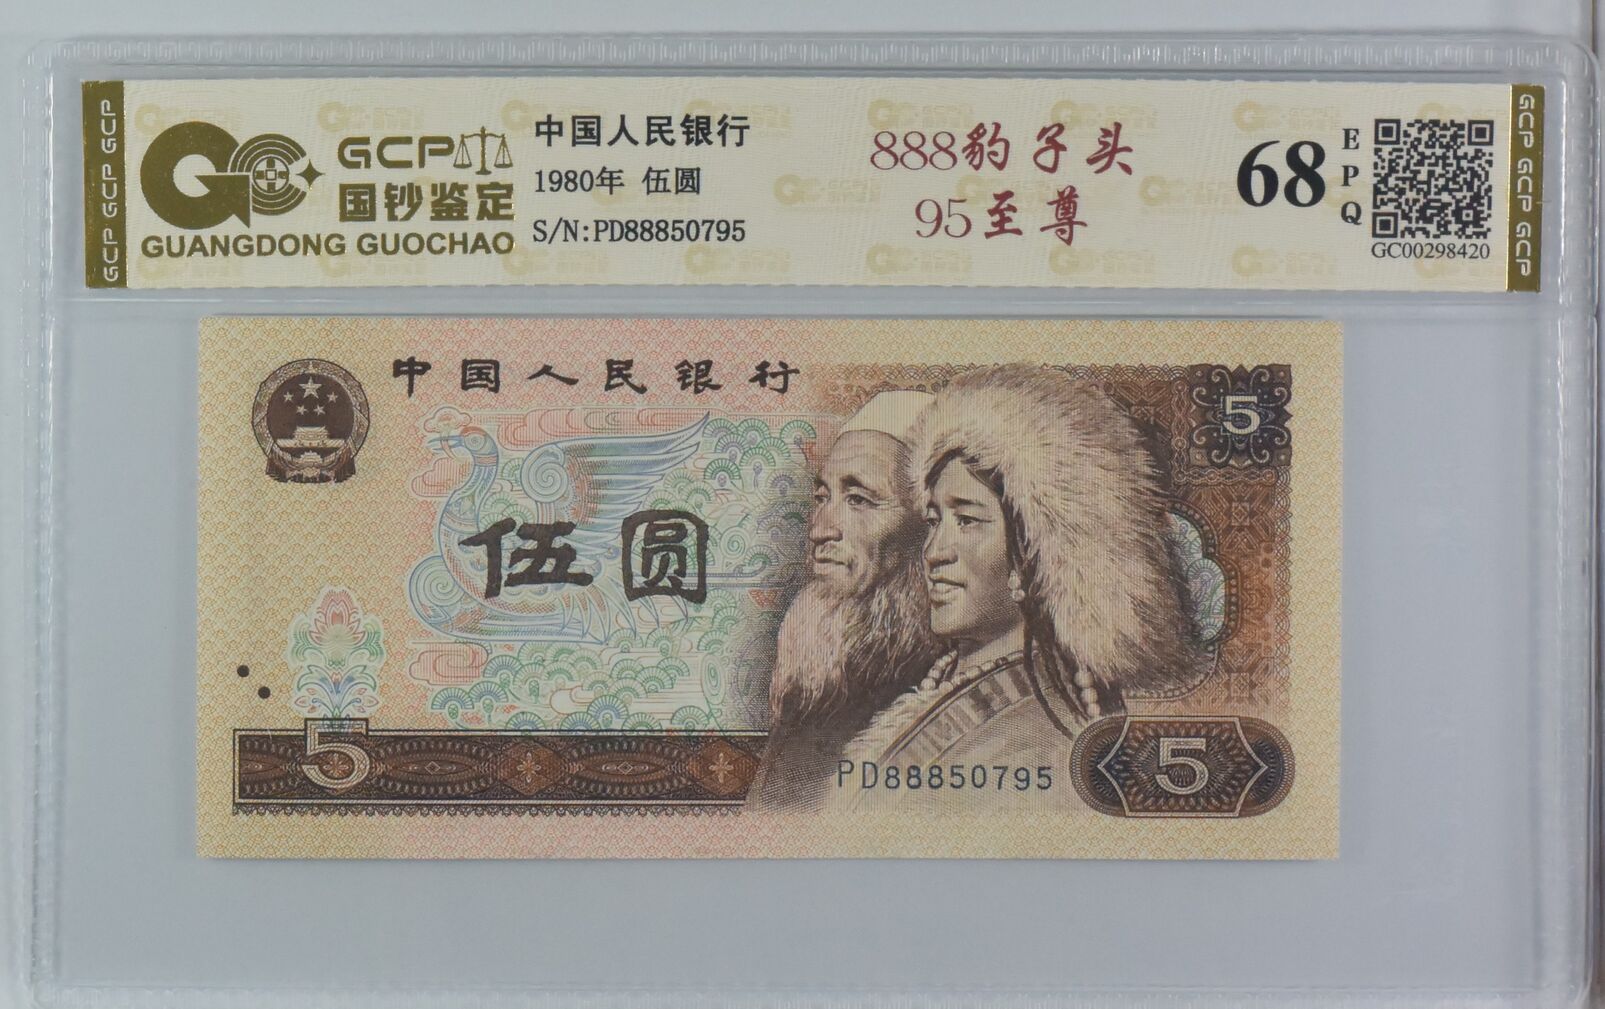 GCP GCP GCP
GCP
国钞鉴定
GUANGDONG GUOCHAO
中国人民银行
1980年 伍圆
S/N:PD88850795
888豹子头
95至尊
68
EPQ
GC00298420
GCP GCP GCP
中国人民银行
5
伍圆
5
PD88850795
5